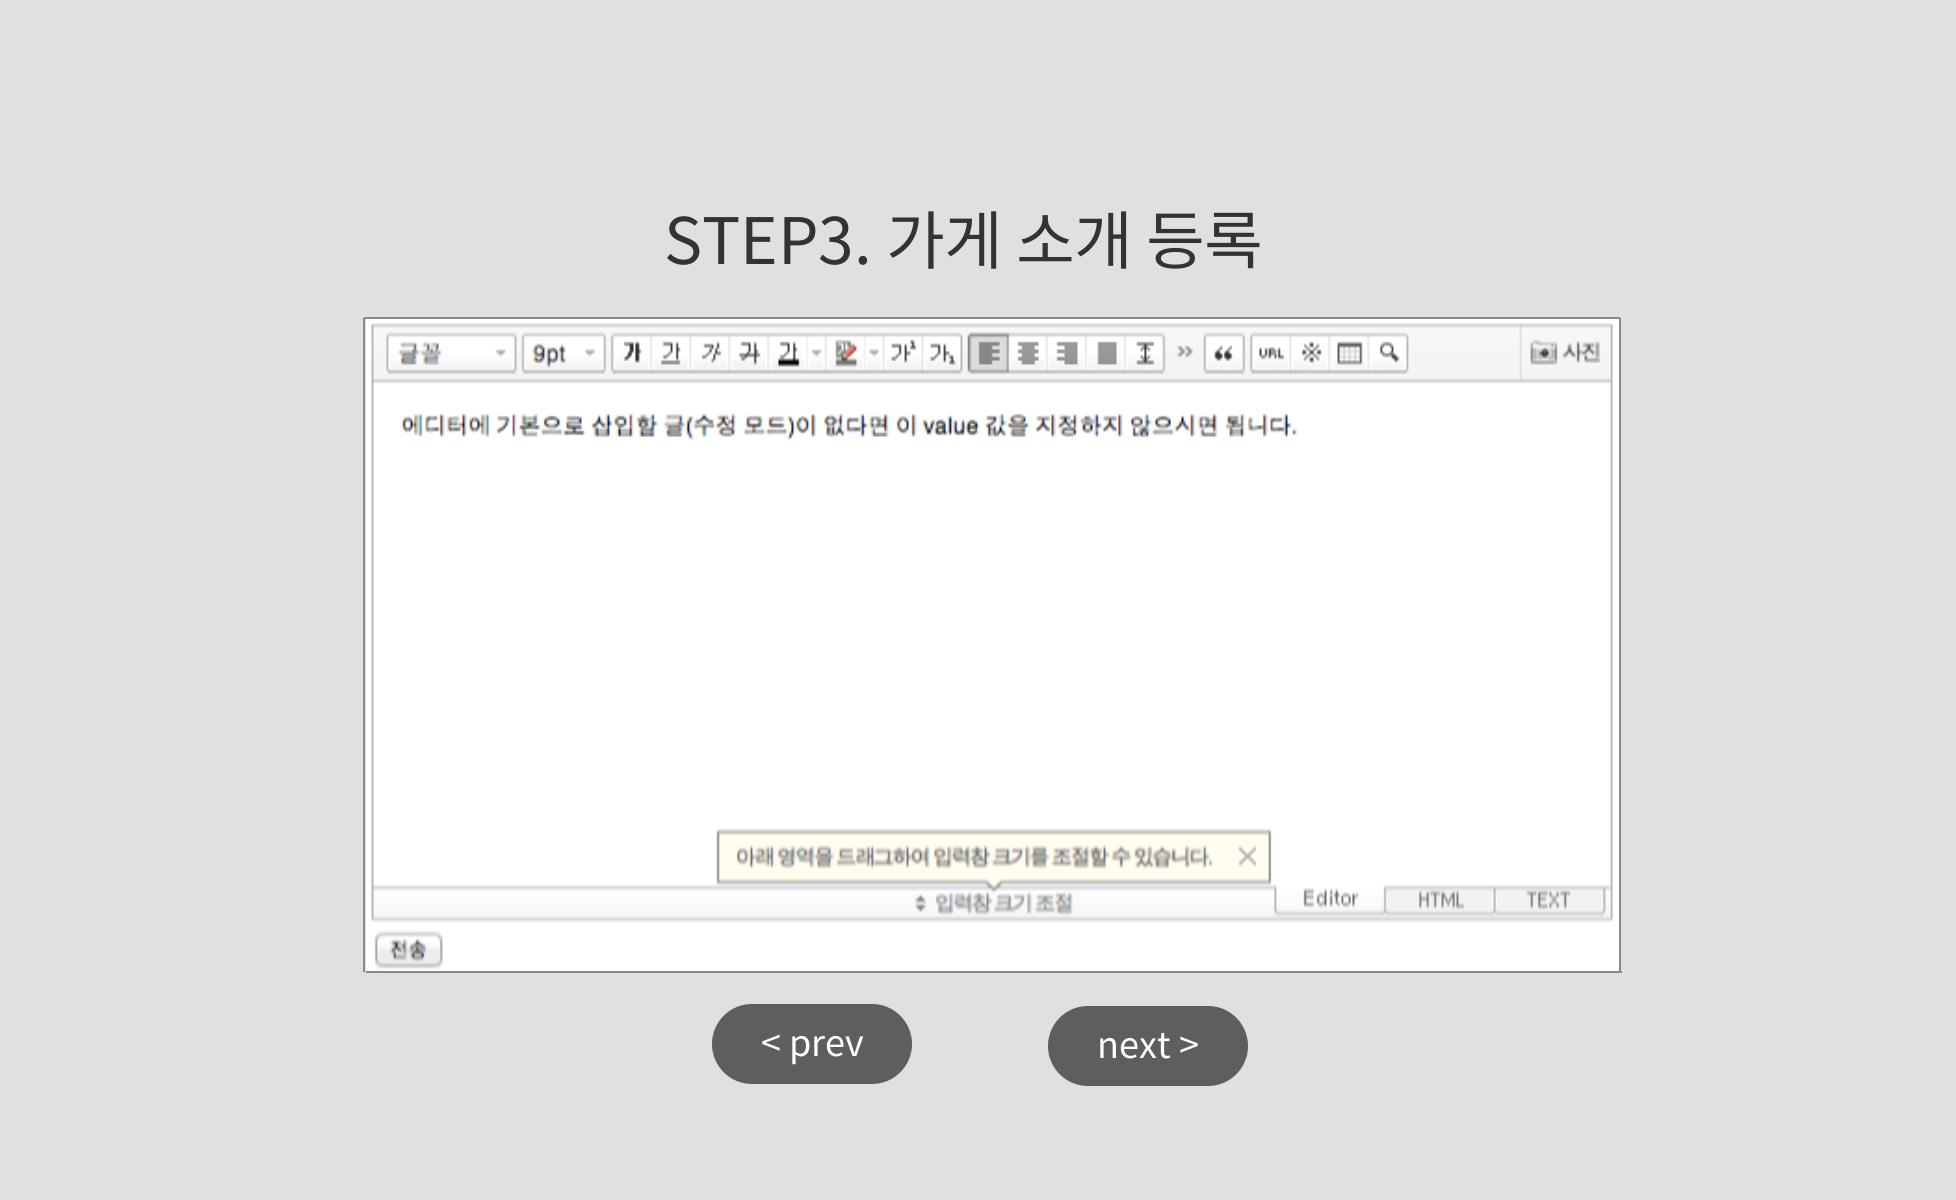 STEP3. 가게 소개 등록
글꼴 9pt 가 가 가 가 가 가¹ 가₁ » “ URL ※ 사진
에디터에 기본으로 삽입할 글(수정 모드)이 없다면 이 value 값을 지정하지 않으시면 됩니다.
아래 영역을 드래그하여 입력창 크기를 조절할 수 있습니다.
입력창 크기 조절 Editor HTML TEXT
전송
< prev next >